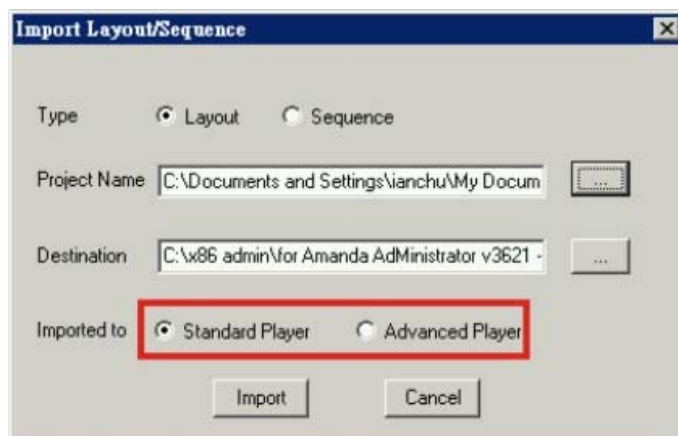 Import Layout/Sequence
Type Layout Sequence
Project Name C:\Documents and Settings\ianchu\My Docum ...
Destination C:\x86 admin\for Amanda AdMinistrator v3621 - ...
Imported to Standard Player Advanced Player
Import Cancel